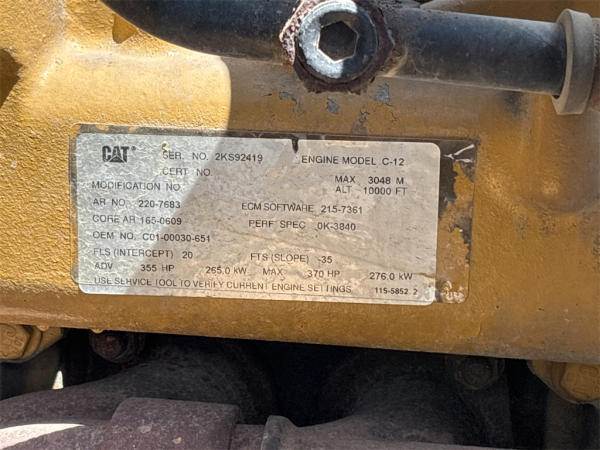 CAT SER. NO. 2KS92419 ENGINE MODEL C-12
CERT NO. MAX 3048 M
MODIFICATION NO. ALT 10000 FT
AR NO. 220-7683 ECM SOFTWARE 215-7361
CORE AR 165-0609 PERF SPEC 0K-3840
OEM NO. C01-00030-651
FLS (INTERCEPT) 20 FTS (SLOPE) -35
ADV 355 HP 265.0 kW MAX 370 HP 276.0 kW
USE SERVICE TOOL TO VERIFY CURRENT ENGINE SETTINGS 115-5852 2